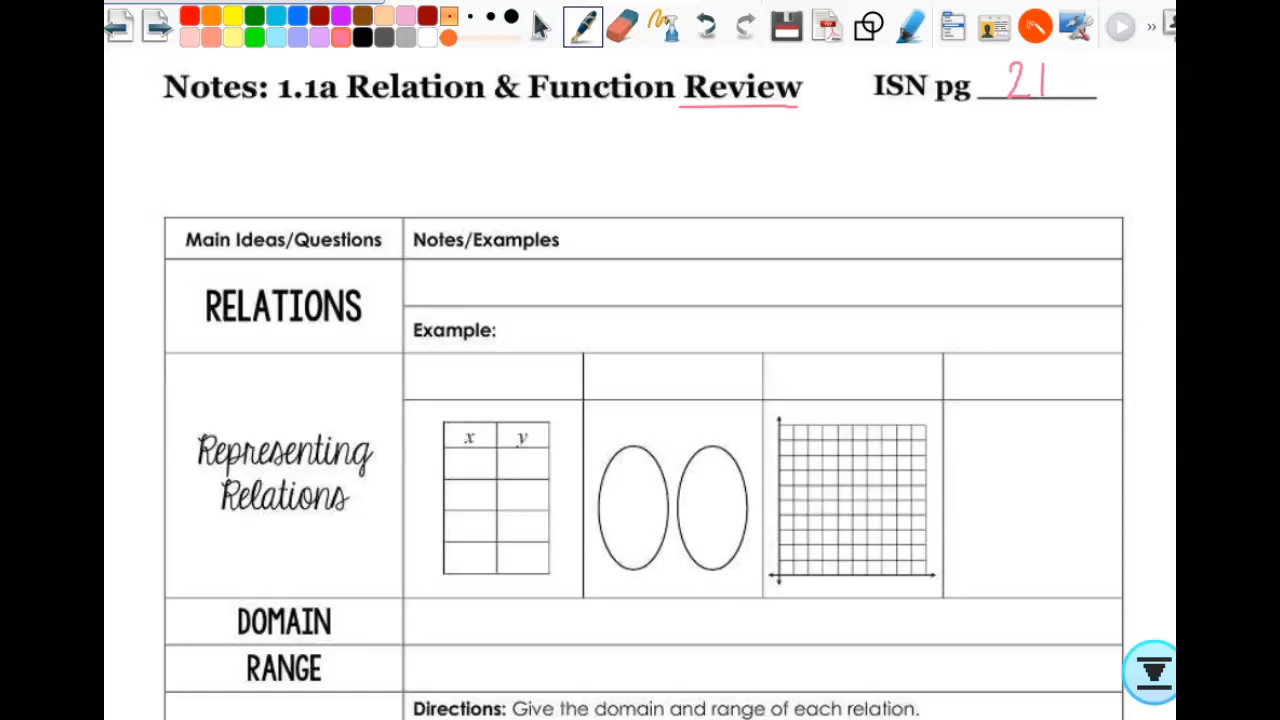 Notes: 1.1a Relation & Function Review ISN pg 21
Main Ideas/Questions Notes/Examples
RELATIONS
Example:
Representing
Relations
x y
DOMAIN
RANGE
Directions: Give the domain and range of each relation.